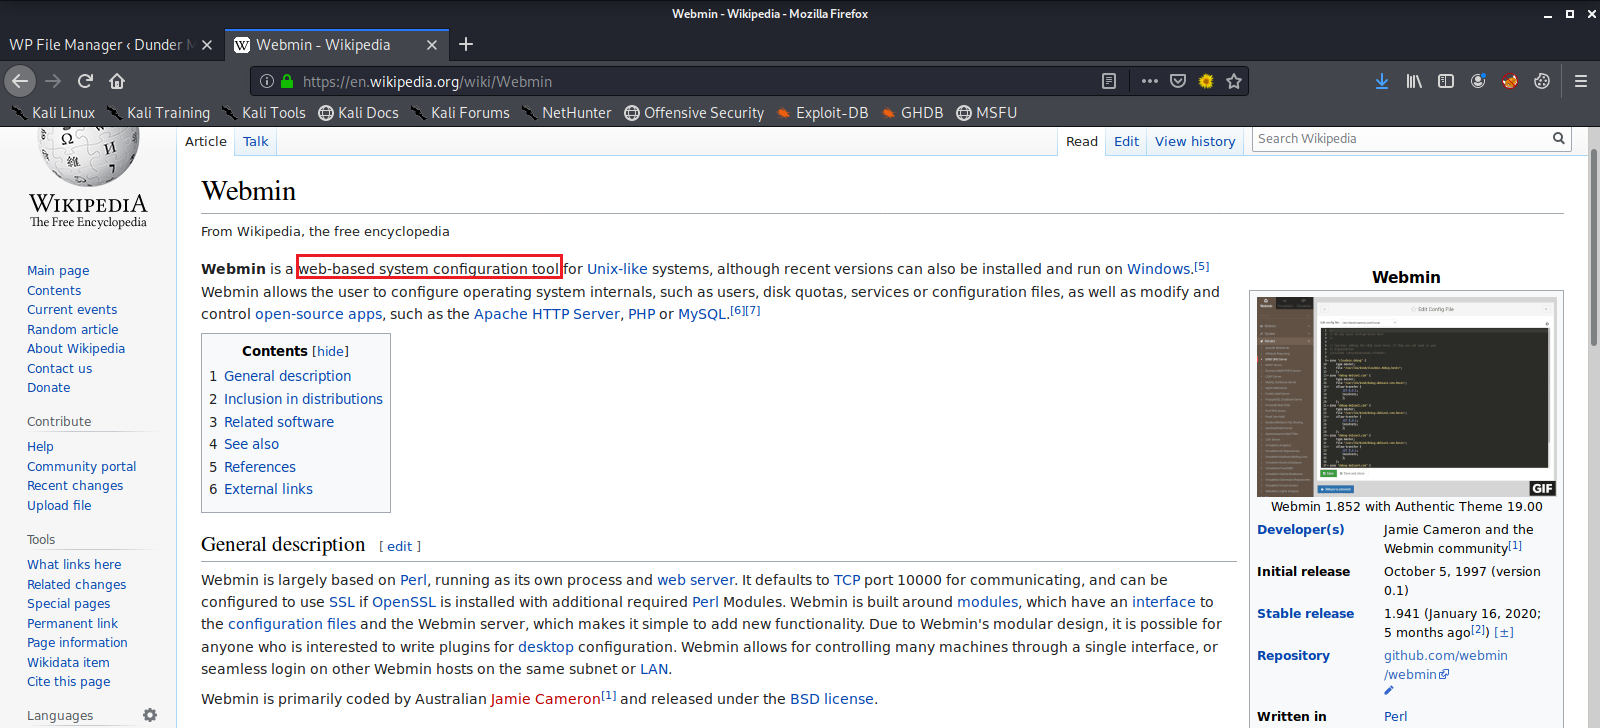 Webmin - Wikipedia - Mozilla Firefox
WP File Manager ‹ Dunder
Webmin - Wikipedia
https://en.wikipedia.org/wiki/Webmin
Kali Linux Kali Training Kali Tools Kali Docs Kali Forums NetHunter Offensive Security Exploit-DB GHDB MSFU
WIKIPEDIA
The Free Encyclopedia
Main page
Contents
Current events
Random article
About Wikipedia
Contact us
Donate
Contribute
Help
Community portal
Recent changes
Upload file
Tools
What links here
Related changes
Special pages
Permanent link
Page information
Wikidata item
Cite this page
Languages
Article Talk Read Edit View history Search Wikipedia
Webmin
From Wikipedia, the free encyclopedia
Webmin is a web-based system configuration tool for Unix-like systems, although recent versions can also be installed and run on Windows.[5]
Webmin allows the user to configure operating system internals, such as users, disk quotas, services or configuration files, as well as modify and
control open-source apps, such as the Apache HTTP Server, PHP or MySQL.[6][7]
Contents [hide]
1 General description
2 Inclusion in distributions
3 Related software
4 See also
5 References
6 External links
General description [ edit ]
Webmin is largely based on Perl, running as its own process and web server. It defaults to TCP port 10000 for communicating, and can be
configured to use SSL if OpenSSL is installed with additional required Perl Modules. Webmin is built around modules, which have an interface to
the configuration files and the Webmin server, which makes it simple to add new functionality. Due to Webmin's modular design, it is possible for
anyone who is interested to write plugins for desktop configuration. Webmin allows for controlling many machines through a single interface, or
seamless login on other Webmin hosts on the same subnet or LAN.
Webmin is primarily coded by Australian Jamie Cameron[1] and released under the BSD license.
Webmin
Edit Config File
GIF
Webmin 1.852 with Authentic Theme 19.00
Developer(s) Jamie Cameron and the
Webmin community[1]
Initial release October 5, 1997 (version
0.1)
Stable release 1.941 (January 16, 2020;
5 months ago[2]) [±]
Repository github.com/webmin
/webmin
Written in Perl